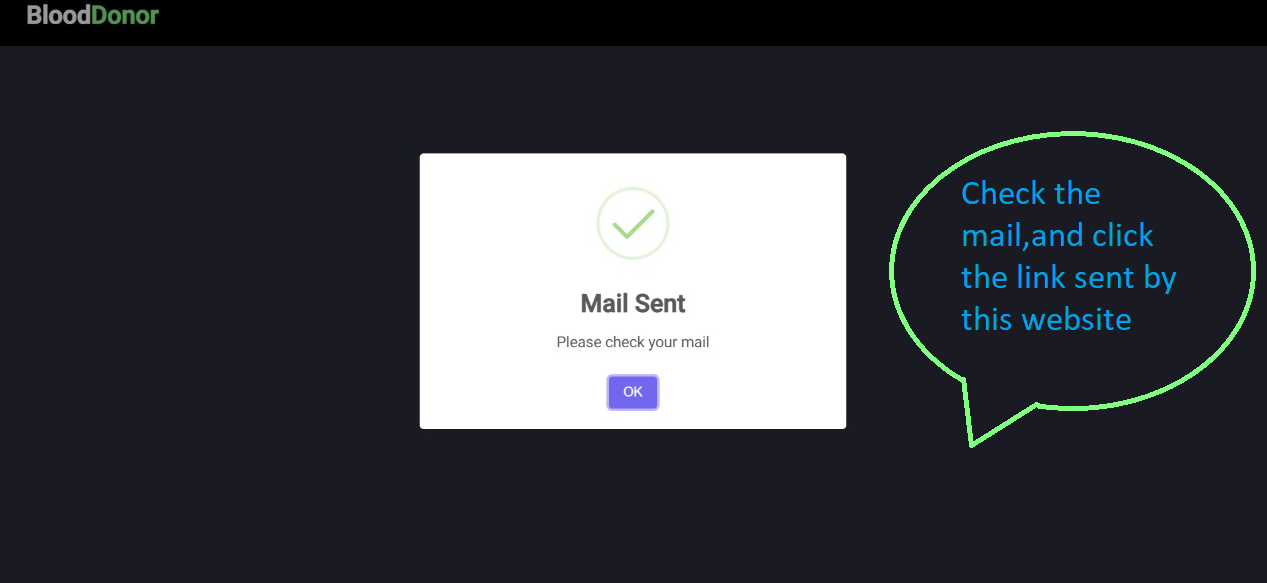 BloodDonor
Mail Sent
Please check your mail
OK
Check the
mail,and click
the link sent by
this website